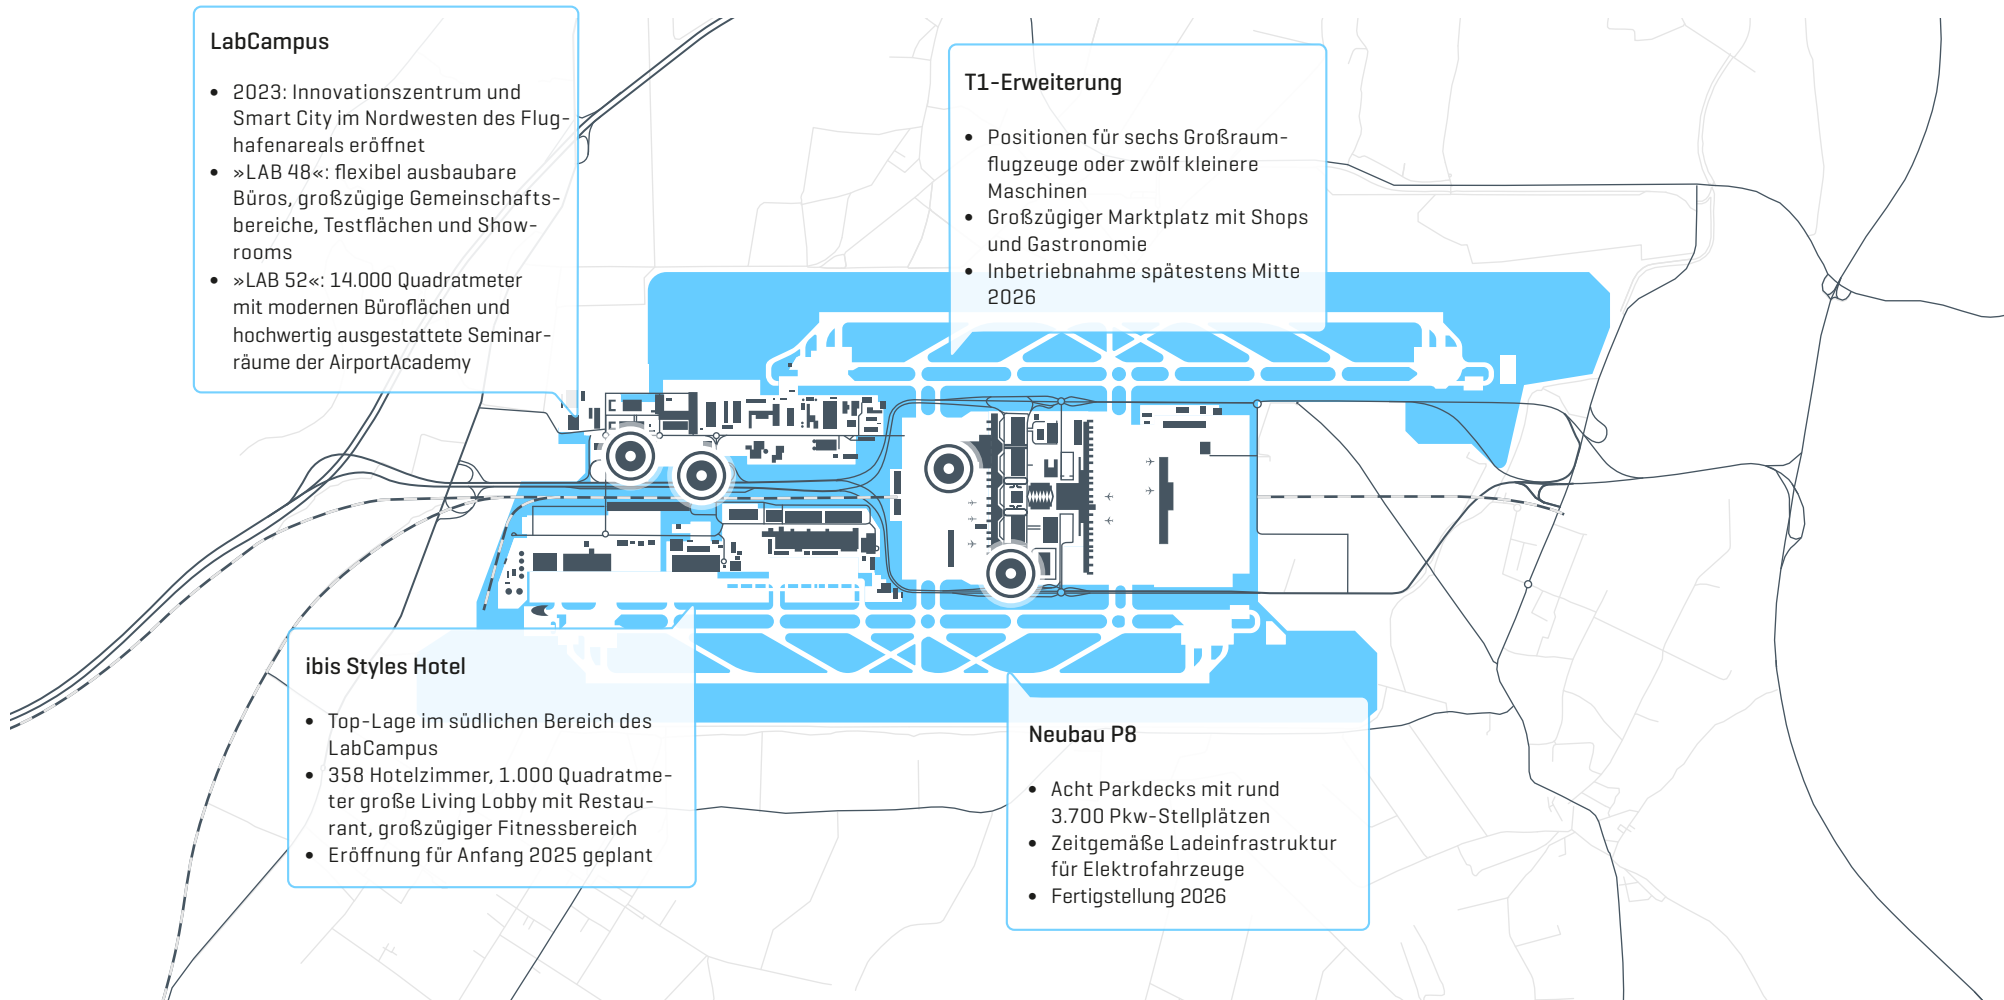 LabCampus
• 2023: Innovationszentrum und
Smart City im Nordwesten des Flug-
hafenareals eröffnet
• »LAB 48«: flexibel ausbaubare
Büros, großzügige Gemeinschafts-
bereiche, Testflächen und Show-
rooms
• »LAB 52«: 14.000 Quadratmeter
mit modernen Büroflächen und
hochwertig ausgestattete Seminar-
räume der AirportAcademy
T1-Erweiterung
• Positionen für sechs Großraum-
flugzeuge oder zwölf kleinere
Maschinen
• Großzügiger Marktplatz mit Shops
und Gastronomie
• Inbetriebnahme spätestens Mitte
2026
ibis Styles Hotel
• Top-Lage im südlichen Bereich des
LabCampus
• 358 Hotelzimmer, 1.000 Quadratme-
ter große Living Lobby mit Restau-
rant, großzügiger Fitnessbereich
• Eröffnung für Anfang 2025 geplant
Neubau P8
• Acht Parkdecks mit rund
3.700 Pkw-Stellplätzen
• Zeitgemäße Ladeinfrastruktur
für Elektrofahrzeuge
• Fertigstellung 2026